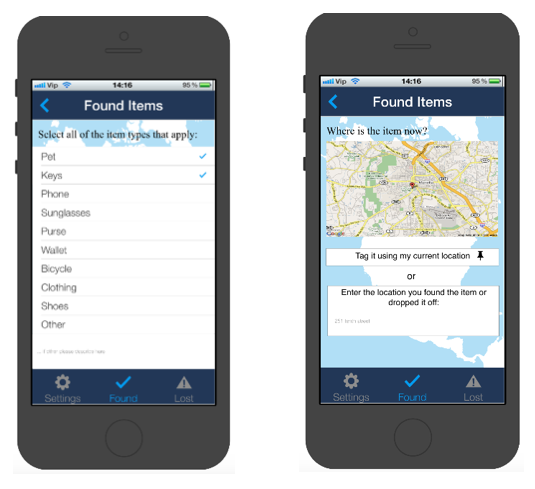 Vip 14:16 95 %
Found Items
Select all of the item types that apply:
Pet
Keys
Phone
Sunglasses
Purse
Wallet
Bicycle
Clothing
Shoes
Other
Settings Found Lost
Vip 14:16 95 %
Found Items
Where is the item now?
Google
Tag it using my current location
or
Enter the location you found the item or
dropped it off:
Settings Found Lost